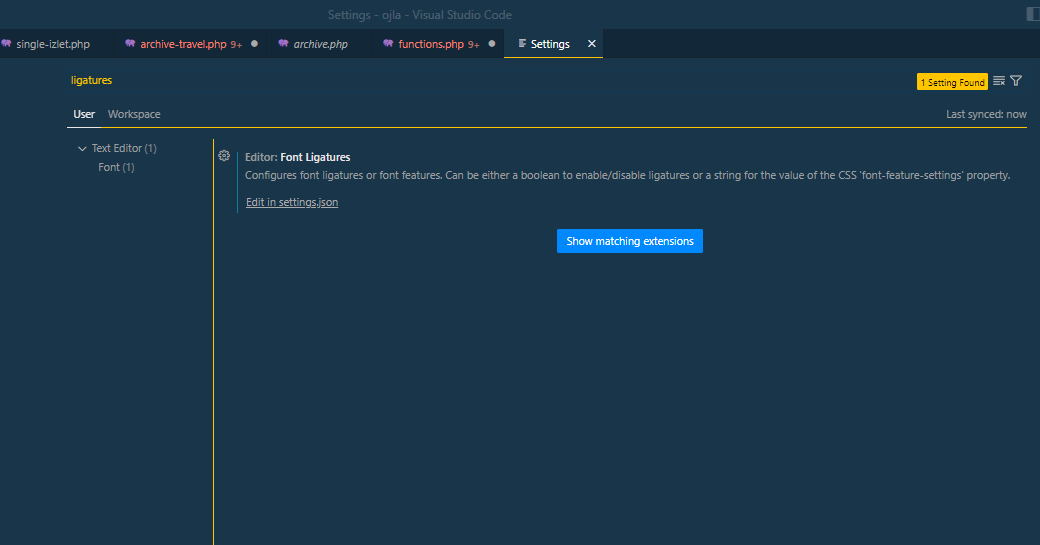 Settings - ojla - Visual Studio Code
single-izlet.php archive-travel.php 9+ archive.php functions.php 9+ Settings
ligatures 1 Setting Found
User Workspace Last synced: now
Text Editor (1)
Font (1)
Editor: Font Ligatures
Configures font ligatures or font features. Can be either a boolean to enable/disable ligatures or a string for the value of the CSS 'font-feature-settings' property.
Edit in settings.json
Show matching extensions